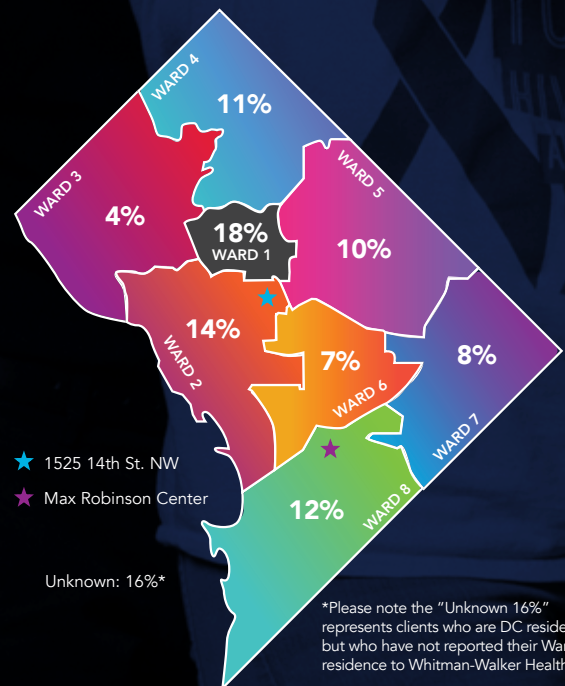 WARD 4
11%
WARD 3
4%
WARD 5
10%
18%
WARD 1
14%
WARD 2
7%
WARD 6
8%
WARD 7
12%
WARD 8
1525 14th St. NW
Max Robinson Center
Unknown: 16%*
*Please note the "Unknown 16%"
represents clients who are DC reside
but who have not reported their War
residence to Whitman-Walker Health